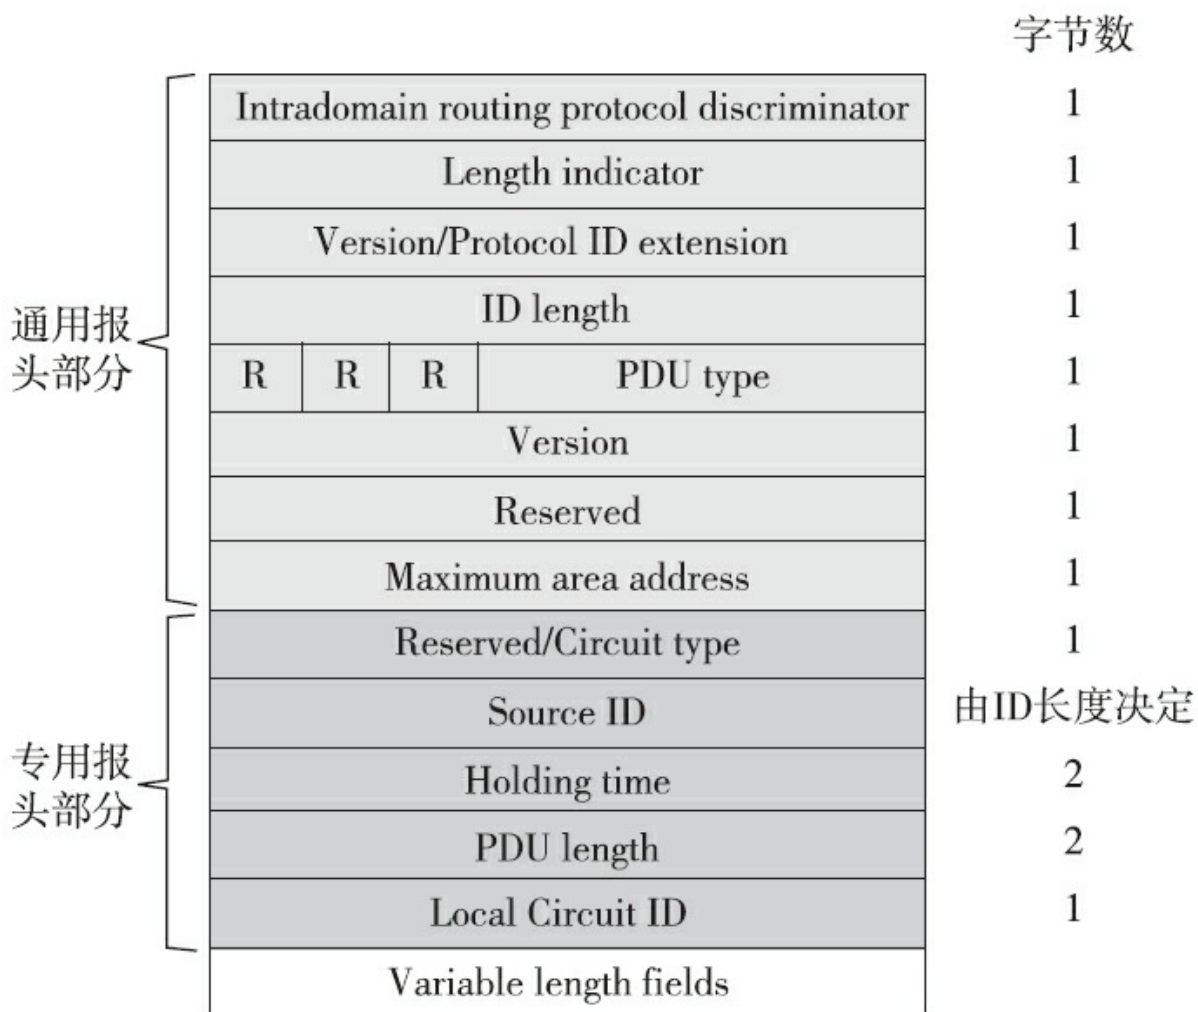 字节数
Intradomain routing protocol discriminator 1
Length indicator 1
Version/Protocol ID extension 1
ID length 1
通用报
头部分
R R R PDU type 1
Version 1
Reserved 1
Maximum area address 1
Reserved/Circuit type 1
Source ID 由ID长度决定
专用报
头部分
Holding time 2
PDU length 2
Local Circuit ID 1
Variable length fields